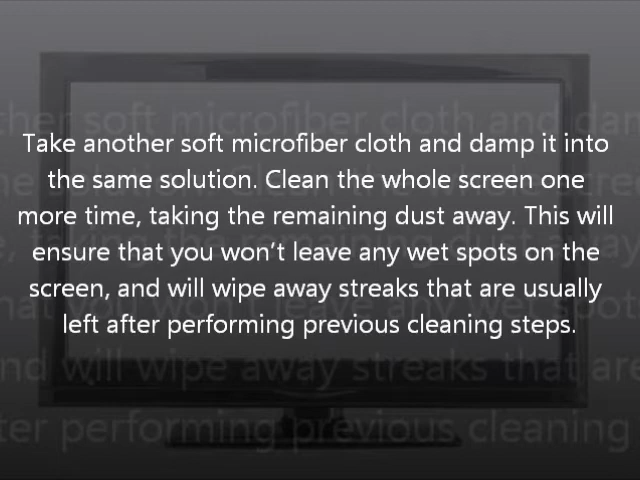 Take another soft microfiber cloth and damp it into
the same solution. Clean the whole screen one
more time, taking the remaining dust away. This will
ensure that you won’t leave any wet spots on the
screen, and will wipe away streaks that are usually
left after performing previous cleaning steps.